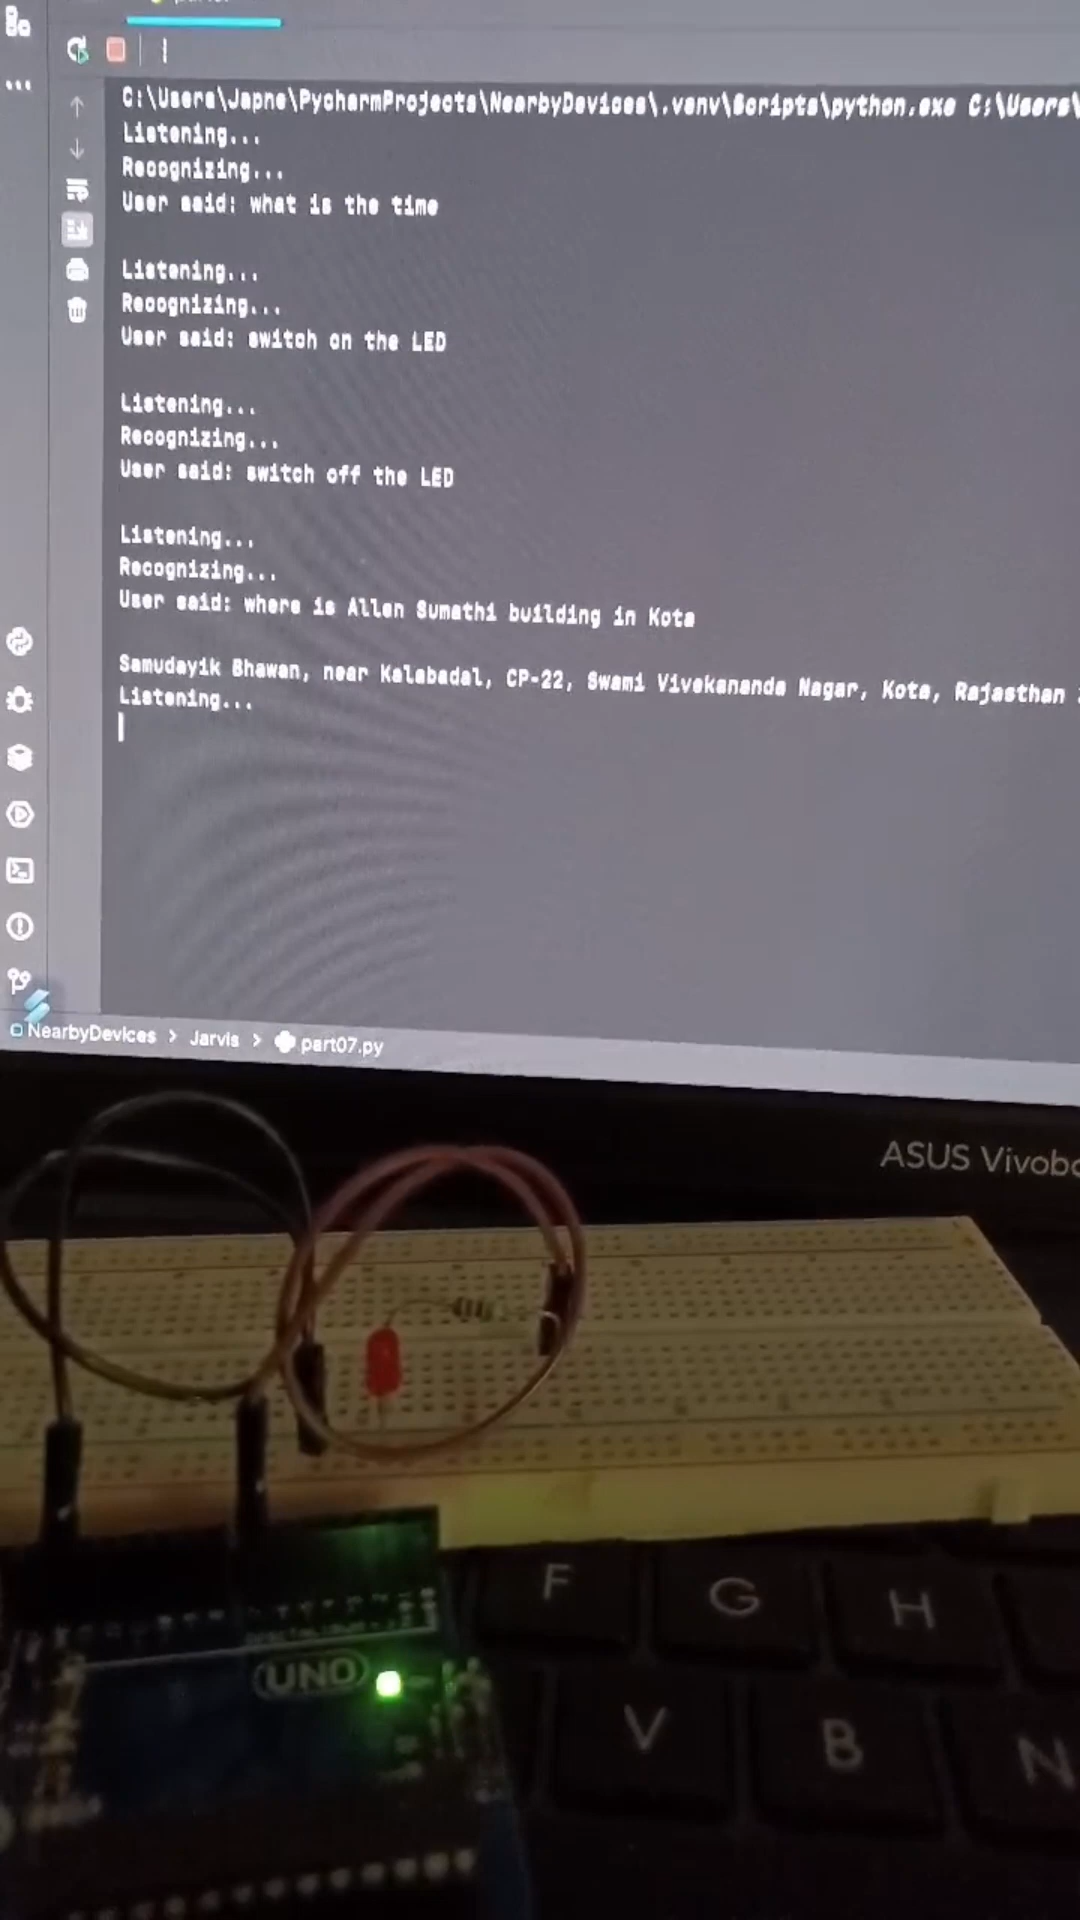 C:\Users\Japne\PycharmProjects\NearbyDevices\.venv\Scripts\python.exe C:\Users\
Listening...
Recognizing...
User said: what is the time
Listening...
Recognizing...
User said: switch on the LED
Listening...
Recognizing...
User said: switch off the LED
Listening...
Recognizing...
User said: where is Allen Sumathi building in Kota
Samudayik Bhawan, near Kalabadal, CP-22, Swami Vivekananda Nagar, Kota, Rajasthan
Listening...
NearbyDevices > Jarvis > part07.py
ASUS Vivobo
F G H
UNO
V B N